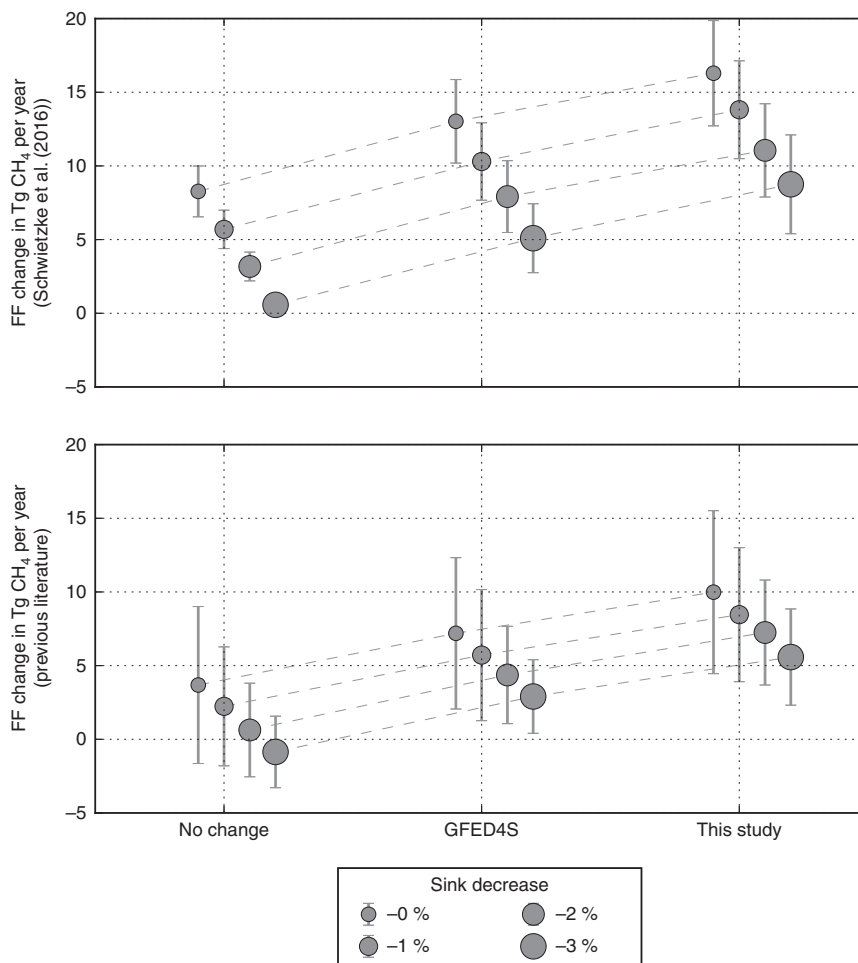 20
15
10
5
0
–5
FF change in Tg CH4 per year
(Schwietzke et al. (2016))
20
15
10
5
0
–5
FF change in Tg CH4 per year
(previous literature)
No change GFED4S This study
Sink decrease
–0 % –2 %
–1 % –3 %